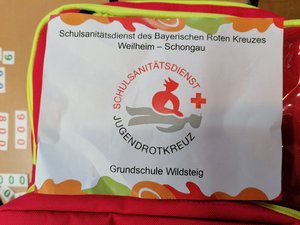 Schulsanitätsdienst des Bayerischen Roten Kreuzes
Weilheim – Schongau
SCHULSANITÄTSDIENST
JUGENDROTKREUZ
Grundschule Wildsteig